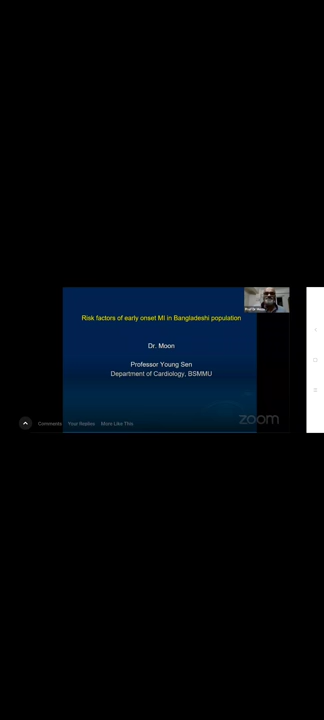 Risk factors of early onset MI in Bangladeshi population
Dr. Moon
Professor Young Sen
Department of Cardiology, BSMMU
zoom
Comments Your Replies More Like This